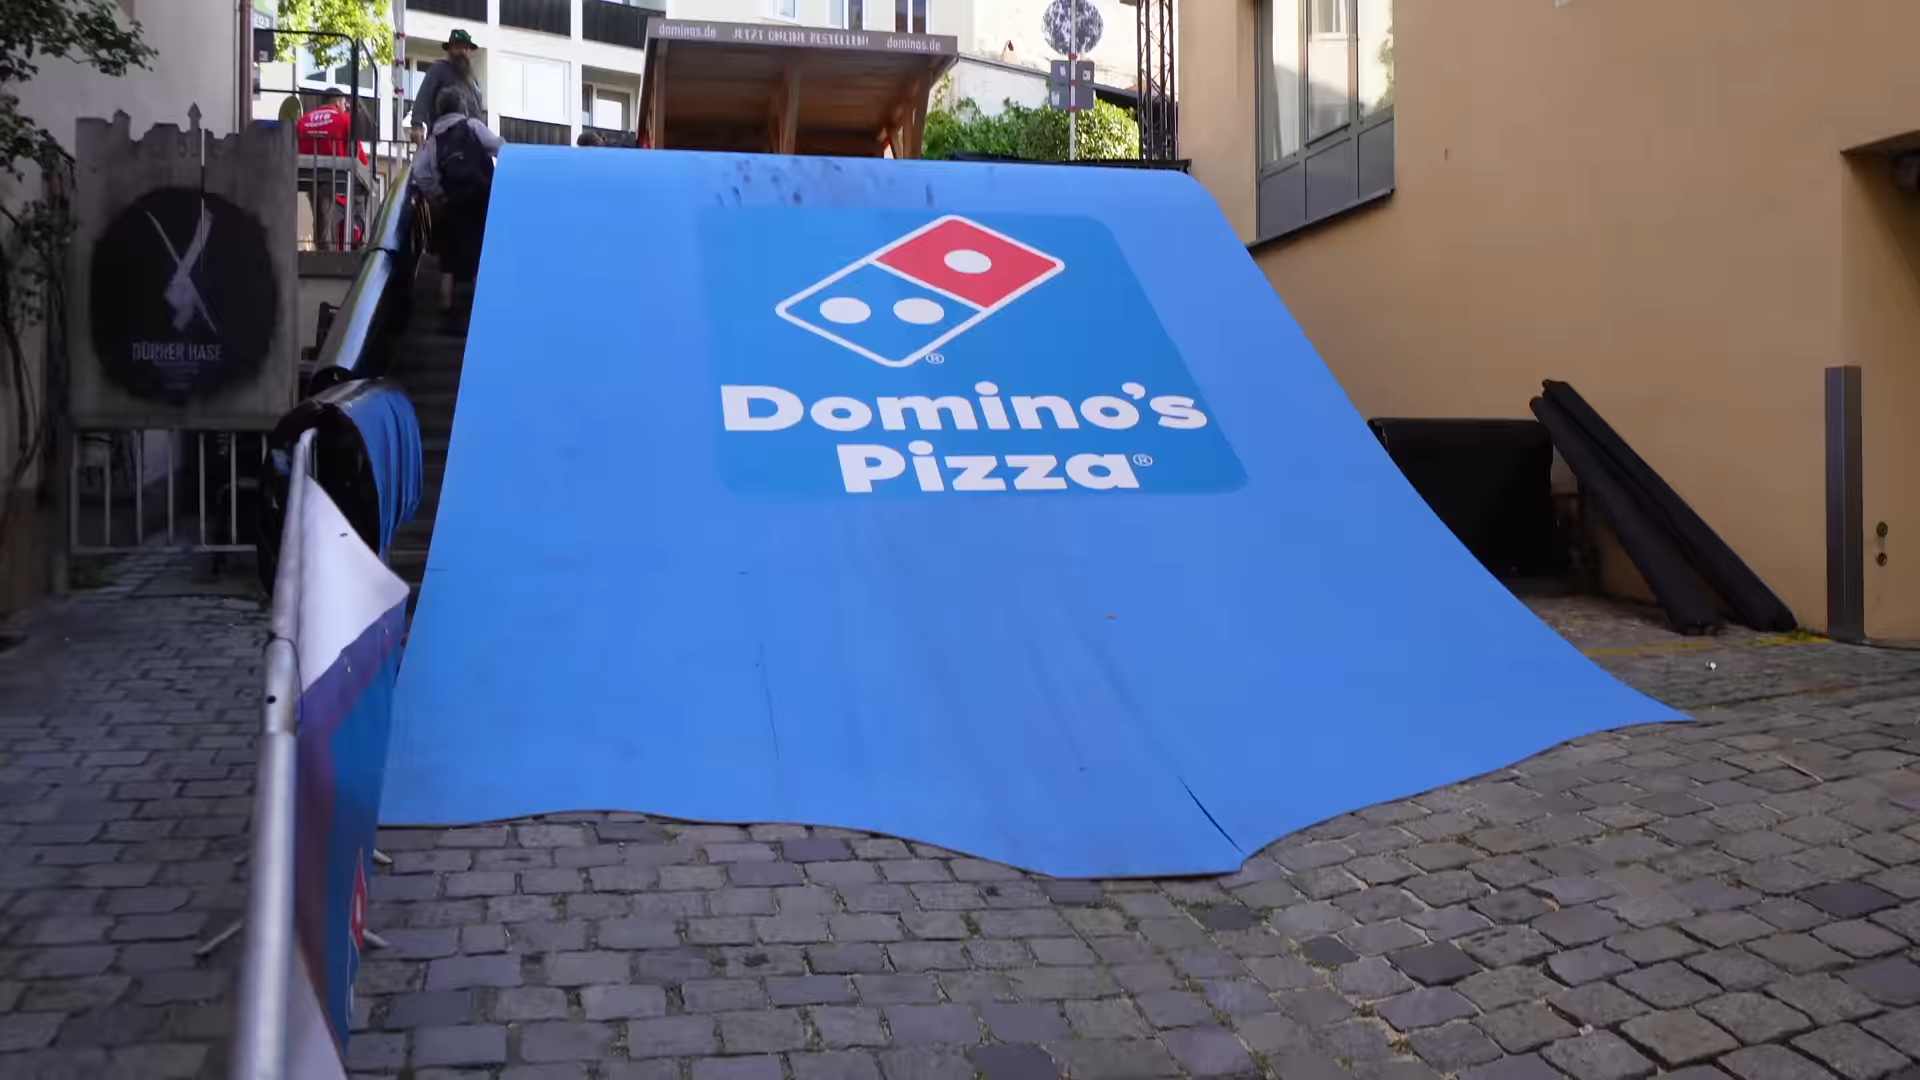 dominos.de JETZT ONLINE BESTELLEN! dominos.de
Domino's
Pizza®
DÜRRER HASE